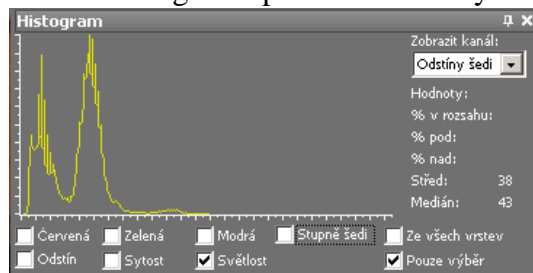 Histogram
Zobrazit kanál:
Odstíny šedi
Hodnoty:
% v rozsahu:
% pod:
% nad:
Střed: 38
Medián: 43
Červená Zelená Modrá Stupně šedi Ze všech vrstev
Odstín Sytost Světlost Pouze výběr